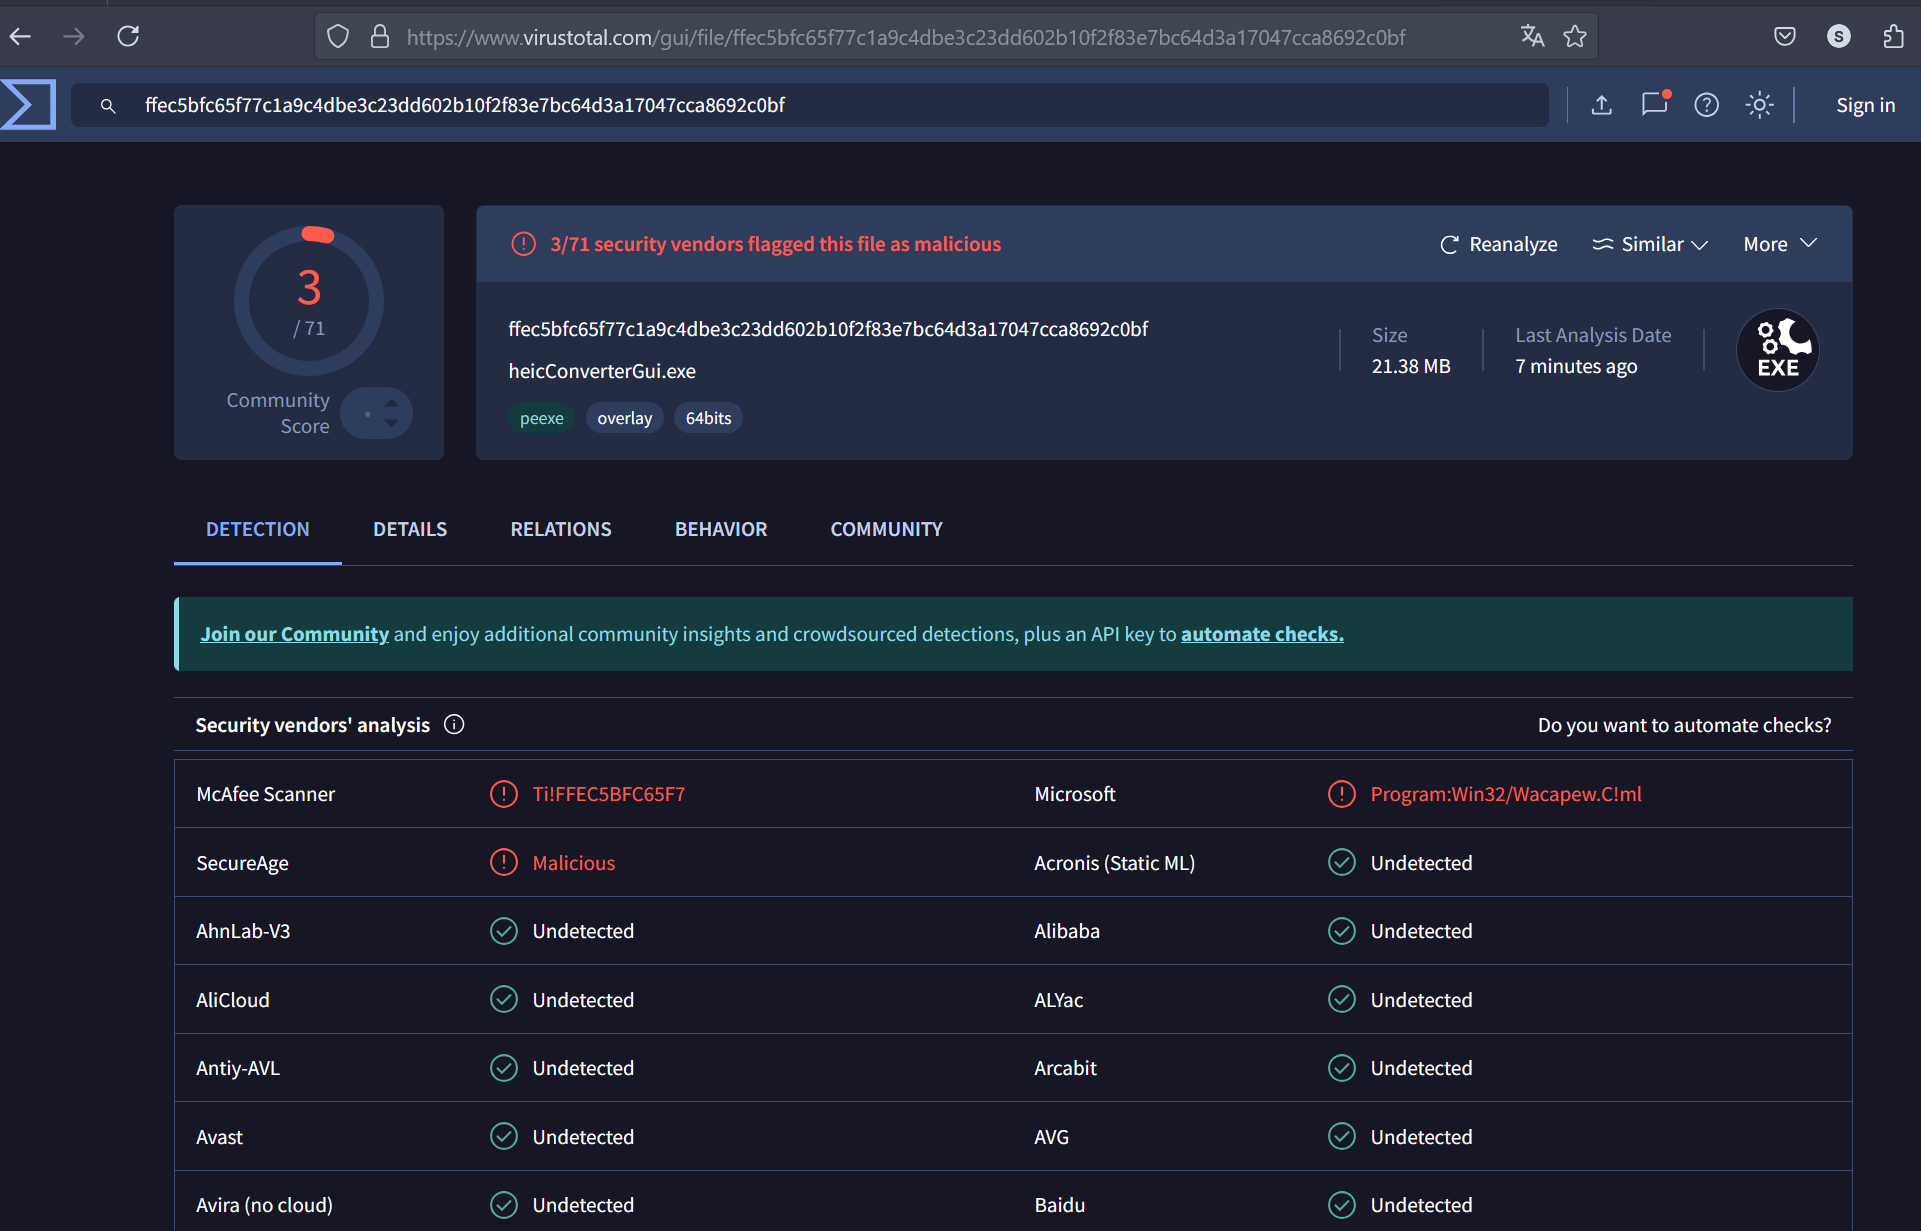 https://www.virustotal.com/gui/file/ffec5bfc65f77c1a9c4dbe3c23dd602b10f2f83e7bc64d3a17047cca8692c0bf
S
ffec5bfc65f77c1a9c4dbe3c23dd602b10f2f83e7bc64d3a17047cca8692c0bf
Sign in
3
/ 71
Community
Score
3/71 security vendors flagged this file as malicious
Reanalyze
Similar
More
ffec5bfc65f77c1a9c4dbe3c23dd602b10f2f83e7bc64d3a17047cca8692c0bf
heicConverterGui.exe
peexe
overlay
64bits
Size
21.38 MB
Last Analysis Date
7 minutes ago
EXE
DETECTION
DETAILS
RELATIONS
BEHAVIOR
COMMUNITY
Join our Community and enjoy additional community insights and crowdsourced detections, plus an API key to automate checks.
Security vendors' analysis
Do you want to automate checks?
McAfee Scanner
Ti!FFEC5BFC65F7
Microsoft
Program:Win32/Wacapew.C!ml
SecureAge
Malicious
Acronis (Static ML)
Undetected
AhnLab-V3
Undetected
Alibaba
Undetected
AliCloud
Undetected
ALYac
Undetected
Antiy-AVL
Undetected
Arcabit
Undetected
Avast
Undetected
AVG
Undetected
Avira (no cloud)
Undetected
Baidu
Undetected